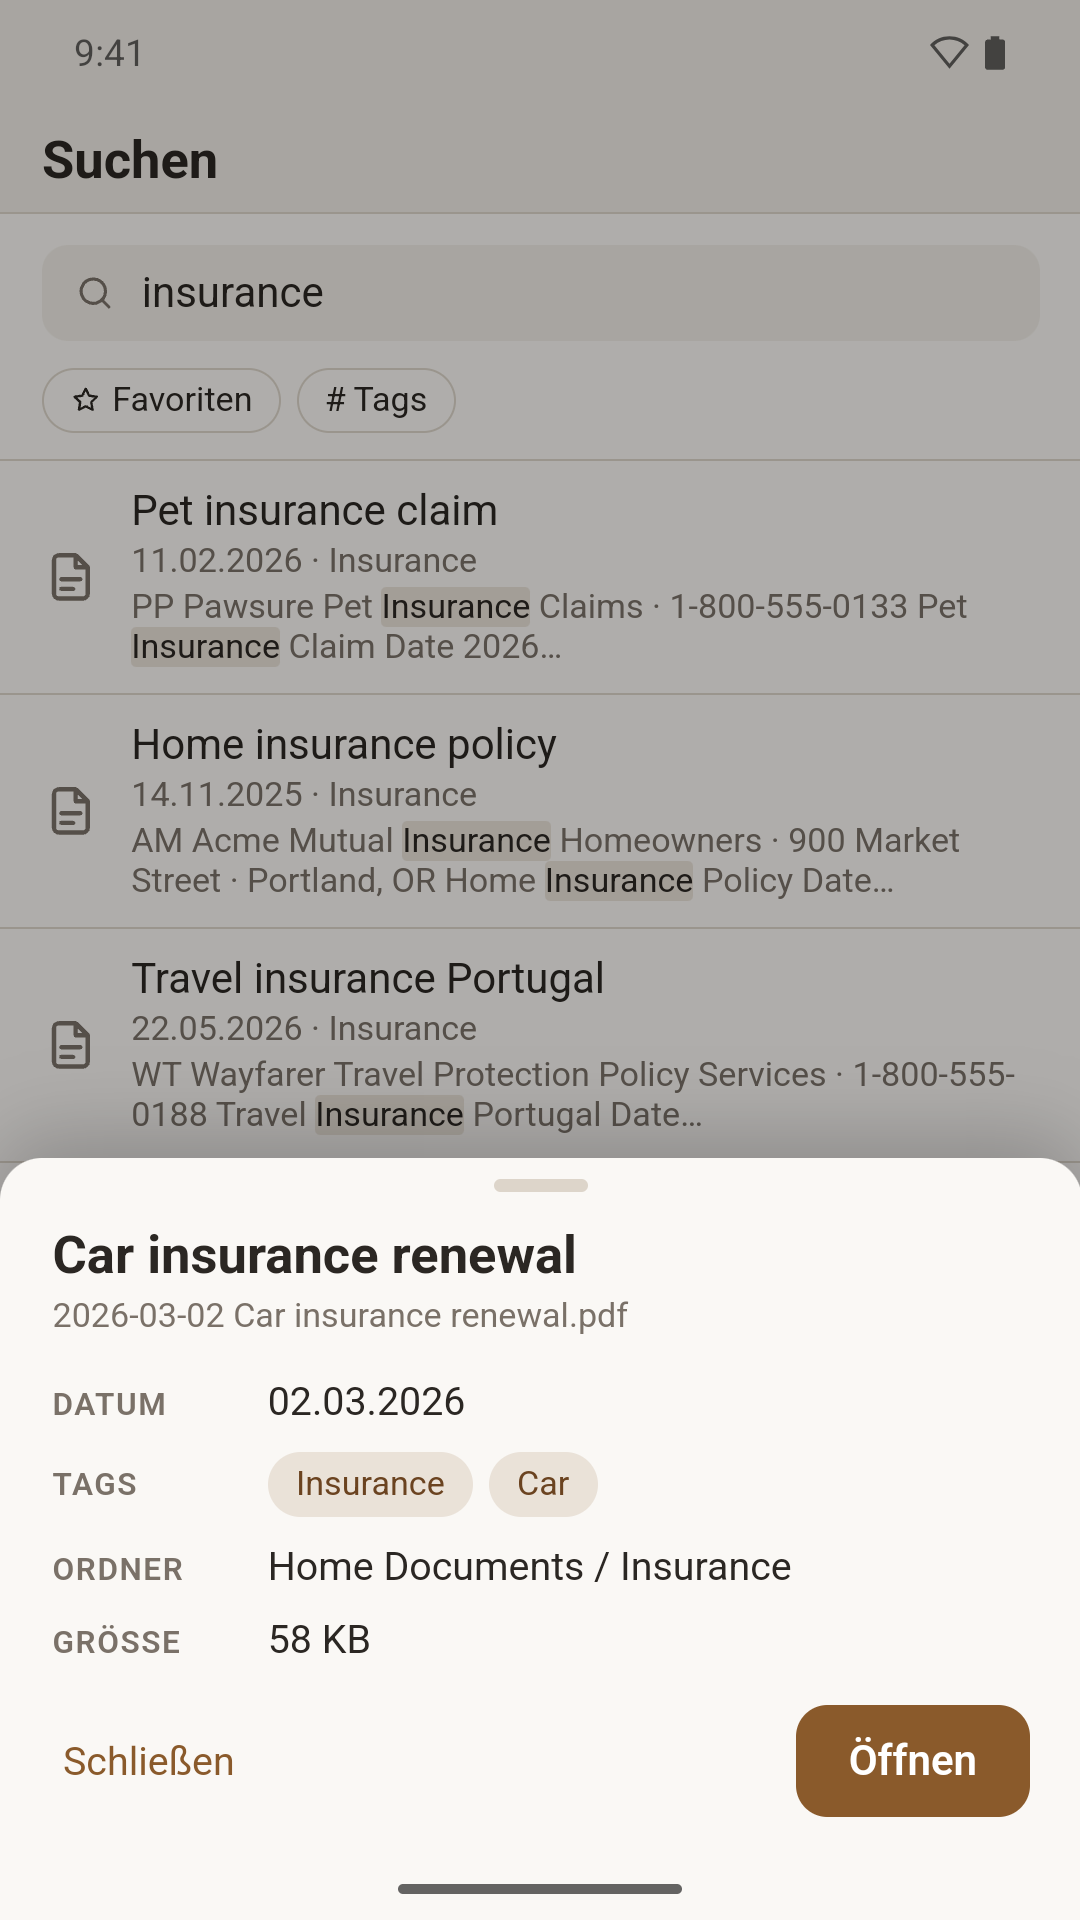 9:41
Suchen
insurance
Favoriten
# Tags
Pet insurance claim
11.02.2026 · Insurance
PP Pawsure Pet Insurance Claims · 1-800-555-0133 Pet
Insurance Claim Date 2026…
Home insurance policy
14.11.2025 · Insurance
AM Acme Mutual Insurance Homeowners · 900 Market
Street · Portland, OR Home Insurance Policy Date…
Travel insurance Portugal
22.05.2026 · Insurance
WT Wayfarer Travel Protection Policy Services · 1-800-555-
0188 Travel Insurance Portugal Date…
Car insurance renewal
2026-03-02 Car insurance renewal.pdf
DATUM 02.03.2026
TAGS Insurance Car
ORDNER Home Documents / Insurance
GRÖSSE 58 KB
Schließen
Öffnen